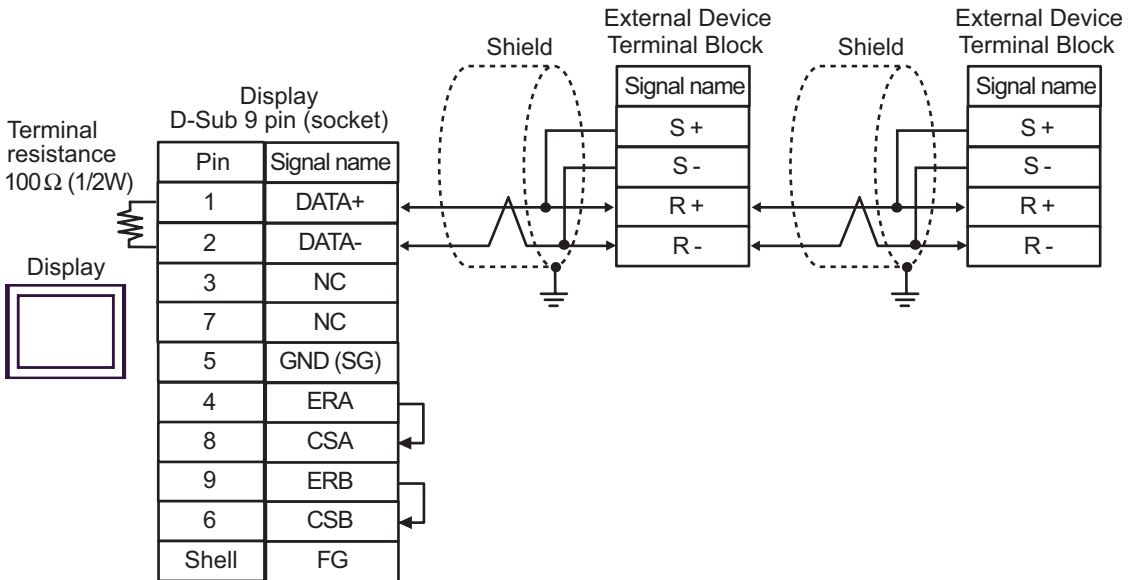 External Device
Terminal Block
External Device
Terminal Block
Shield
Shield
Signal name
S +
S -
R +
R -
Signal name
S +
S -
R +
R -
Display
D-Sub 9 pin (socket)
Terminal
resistance
100Ω (1/2W)
Display
Pin Signal name
1 DATA+
2 DATA-
3 NC
7 NC
5 GND (SG)
4 ERA
8 CSA
9 ERB
6 CSB
Shell FG